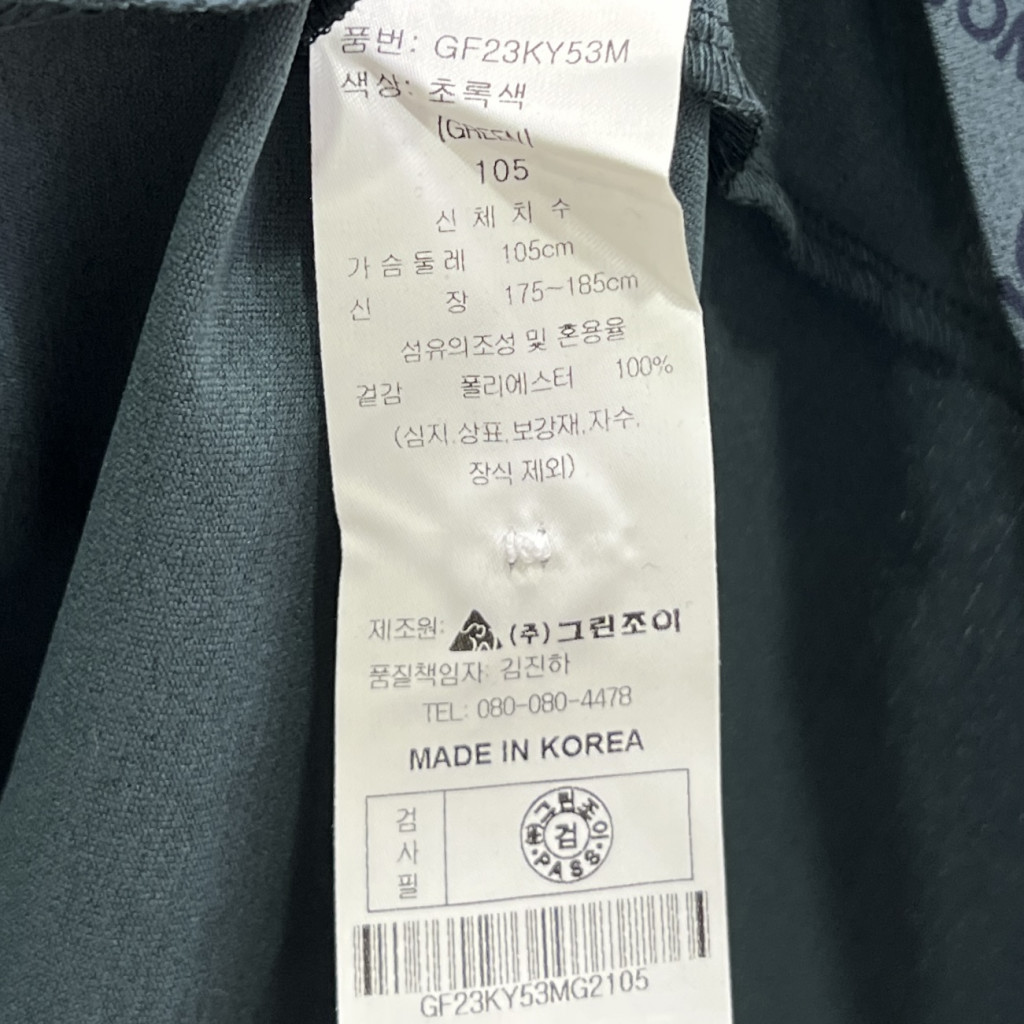 품번: GF23KY53M
색상: 초록색
(GREEN)
105
신체치수
가슴둘레 105cm
신 장 175~185cm
섬유의조성 및 혼용율
겉감 폴리에스터 100%
(심지,상표,보강재,자수,
장식 제외)
제조원: (주)그린조이
품질책임자: 김진하
TEL: 080-080-4478
MADE IN KOREA
검사필
그린조이
검
PASS
GF23KY53MG2105